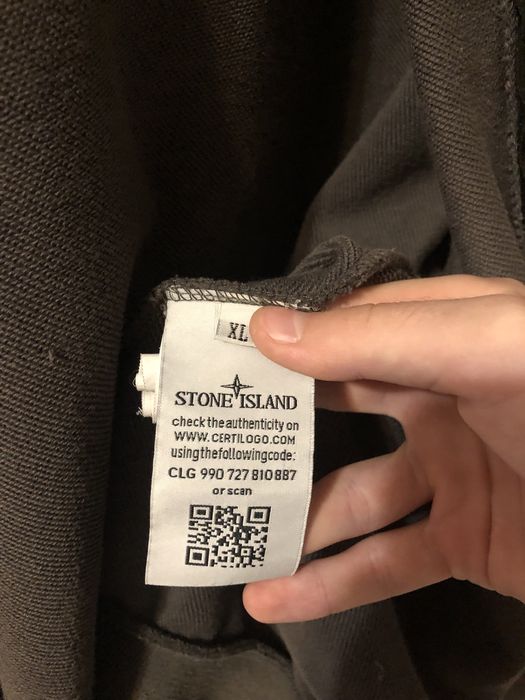 XL
STONE ISLAND
check the authenticity on
WWW.CERTILOGO.COM
using the following code:
CLG 990 727 810 887
or scan